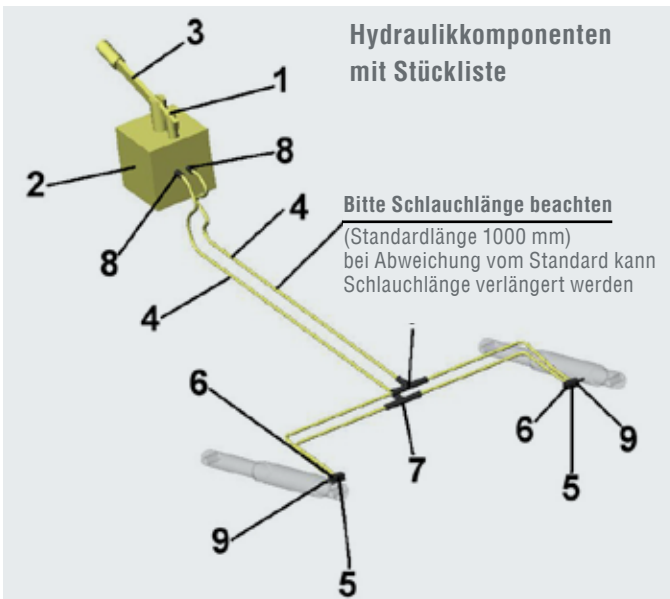 Hydraulikkomponenten
mit Stückliste
3
1
8
2
Bitte Schlauchlänge beachten
4
(Standardlänge 1000 mm)
bei Abweichung vom Standard kann
Schlauchlänge verlängert werden
8
4
6
6
9
7
5
9
5